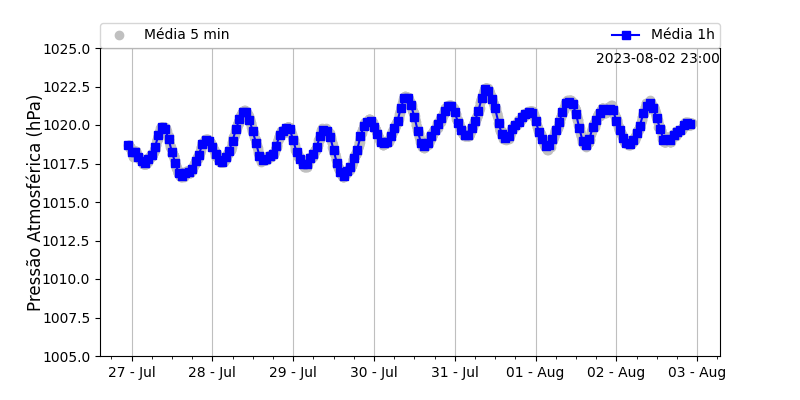 Média 5 min
Média 1h
2023-08-02 23:00
Pressão Atmosférica (hPa)
1025.0
1022.5
1020.0
1017.5
1015.0
1012.5
1010.0
1007.5
1005.0
27 - Jul
28 - Jul
29 - Jul
30 - Jul
31 - Jul
01 - Aug
02 - Aug
03 - Aug